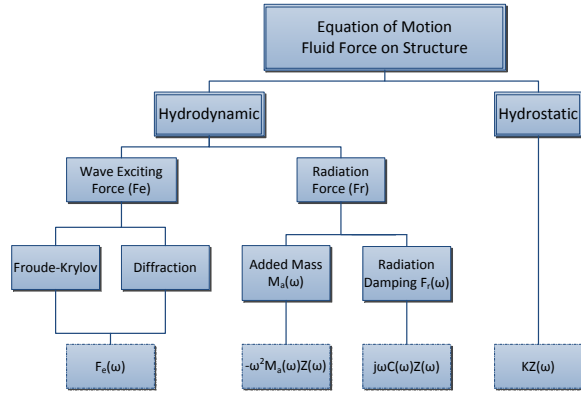 Equation of Motion
Fluid Force on Structure
Hydrodynamic
Hydrostatic
Wave Exciting
Force (Fe)
Radiation
Force (Fr)
Froude-Krylov
Diffraction
Added Mass
Mₐ(ω)
Radiation
Damping Fᵣ(ω)
Fₑ(ω)
-ω²Mₐ(ω)Z(ω)
jωC(ω)Z(ω)
KZ(ω)